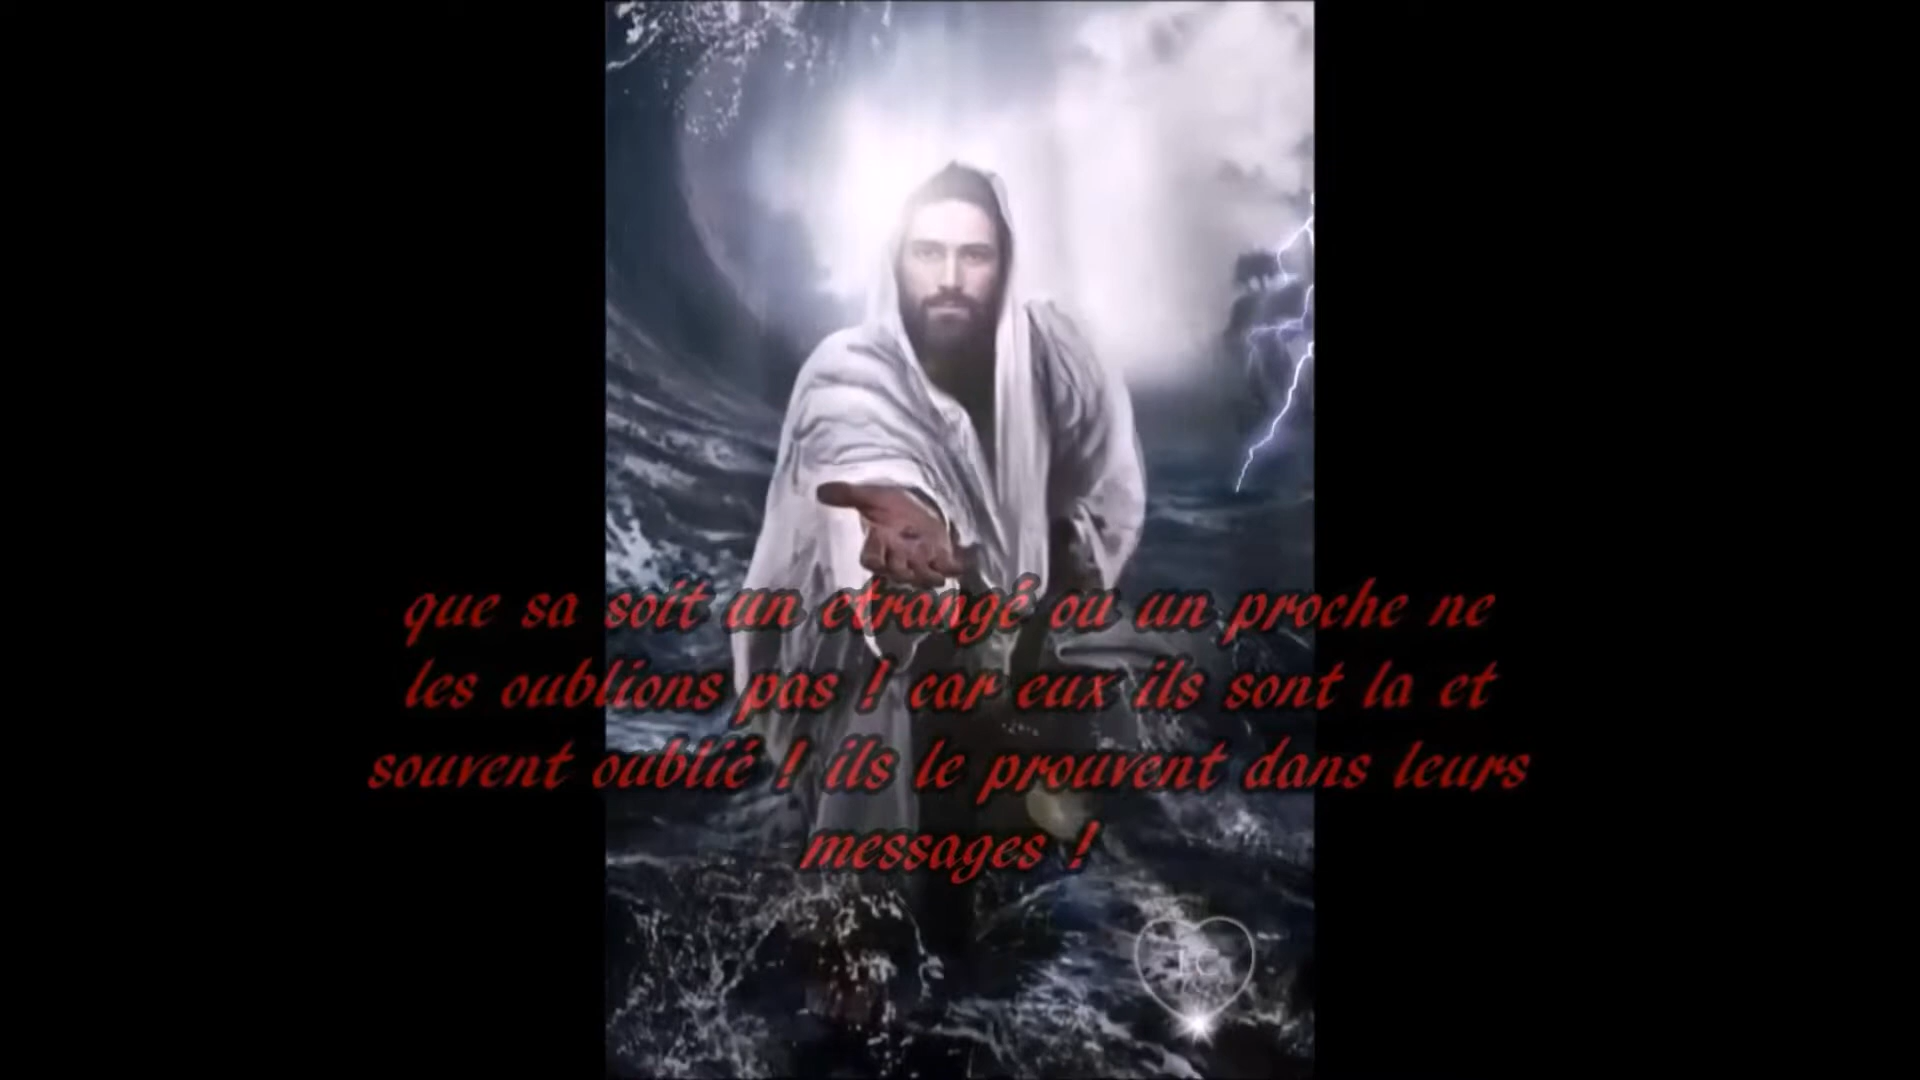 que sa soit un etrangé ou un proche ne
les oublions pas ! car eux ils sont la et
souvent oublié ! ils le prouvent dans leurs
messages !